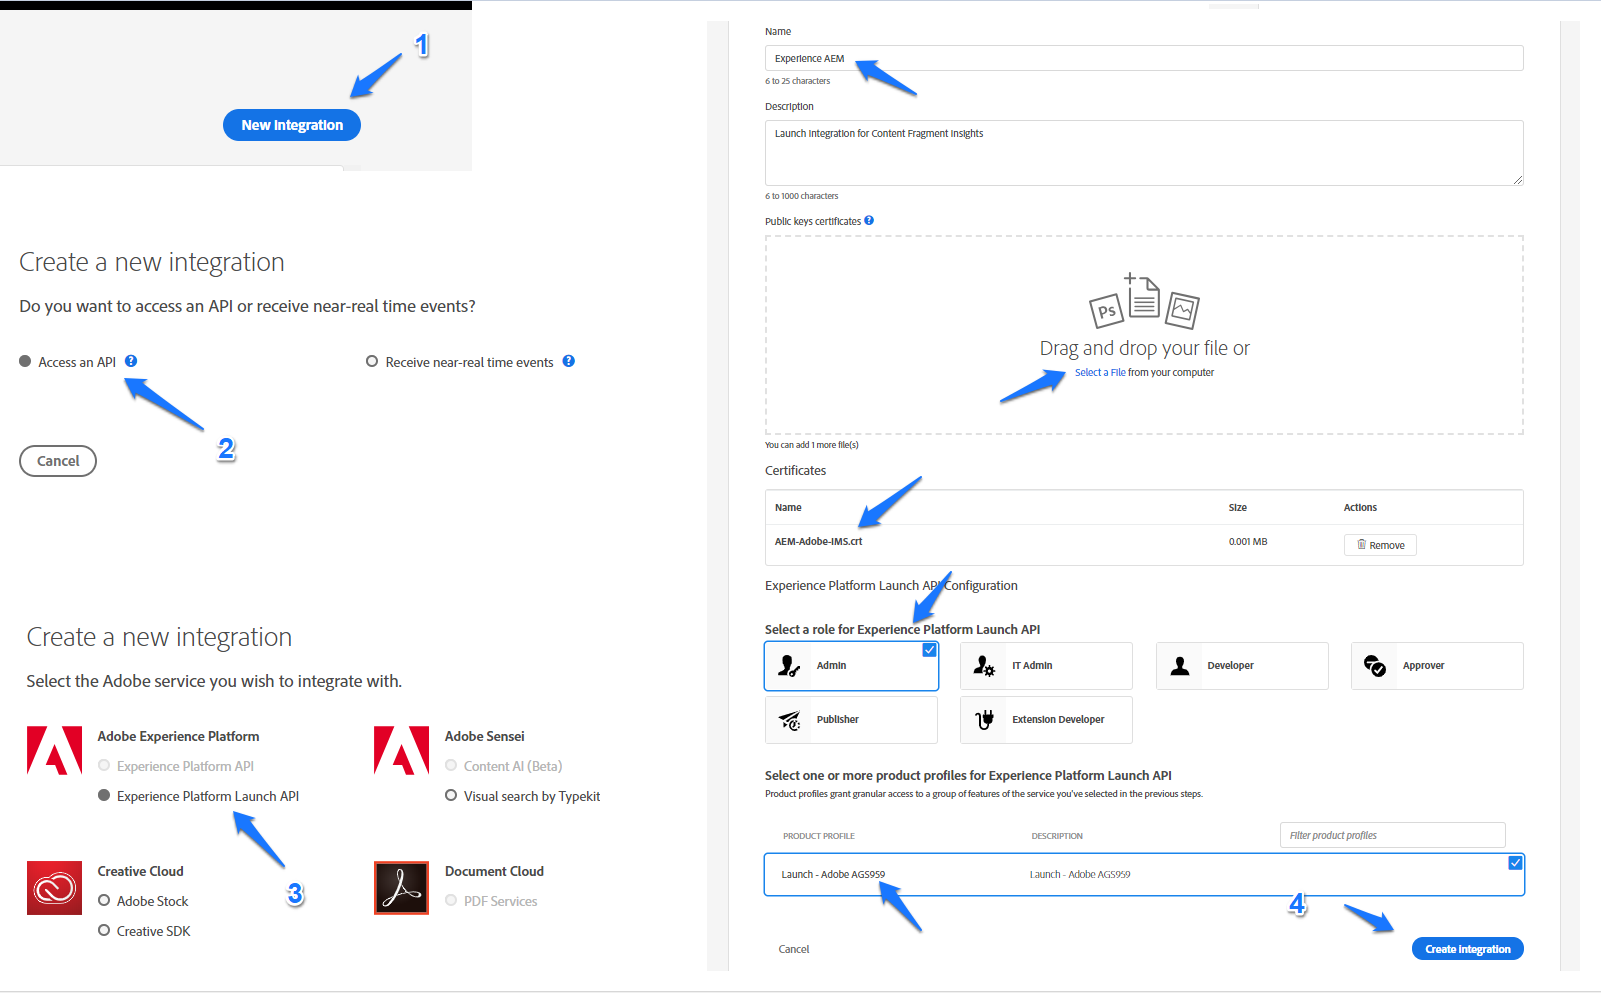 1
New Integration
Create a new integration
Do you want to access an API or receive near-real time events?
Access an API ?
Receive near-real time events ?
2
Cancel
Create a new integration
Select the Adobe service you wish to integrate with.
Adobe Experience Platform
Experience Platform API
Experience Platform Launch API
Adobe Sensei
Content AI (Beta)
Visual search by Typekit
3
Creative Cloud
Adobe Stock
Creative SDK
Document Cloud
PDF Services
Name
Experience AEM
6 to 25 characters
Description
Launch Integration for Content Fragment Insights
6 to 1000 characters
Public keys certificates ?
Ps
Drag and drop your file or
Select a File from your computer
You can add 1 more file(s)
Certificates
Name Size Actions
AEM-Adobe-IMS.crt 0.001 MB Remove
Experience Platform Launch API Configuration
Select a role for Experience Platform Launch API
Admin
IT Admin
Developer
Approver
Publisher
Extension Developer
Select one or more product profiles for Experience Platform Launch API
Product profiles grant granular access to a group of features of the service you've selected in the previous steps.
PRODUCT PROFILE DESCRIPTION Filter product profiles
Launch - Adobe AGS959 Launch - Adobe AGS959
4
Cancel
Create Integration